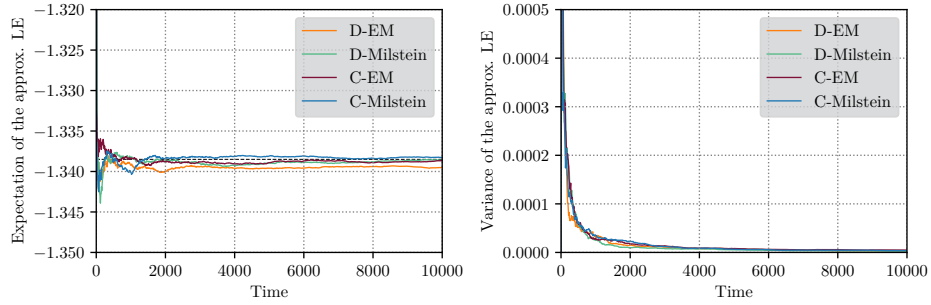 Expectation of the approx. LE
−1.320
−1.325
−1.330
−1.335
−1.340
−1.345
−1.350
0
2000
4000
6000
8000
10000
Time
D-EM
D-Milstein
C-EM
C-Milstein
Variance of the approx. LE
0.0005
0.0004
0.0003
0.0002
0.0001
0.0000
0
2000
4000
6000
8000
10000
Time
D-EM
D-Milstein
C-EM
C-Milstein